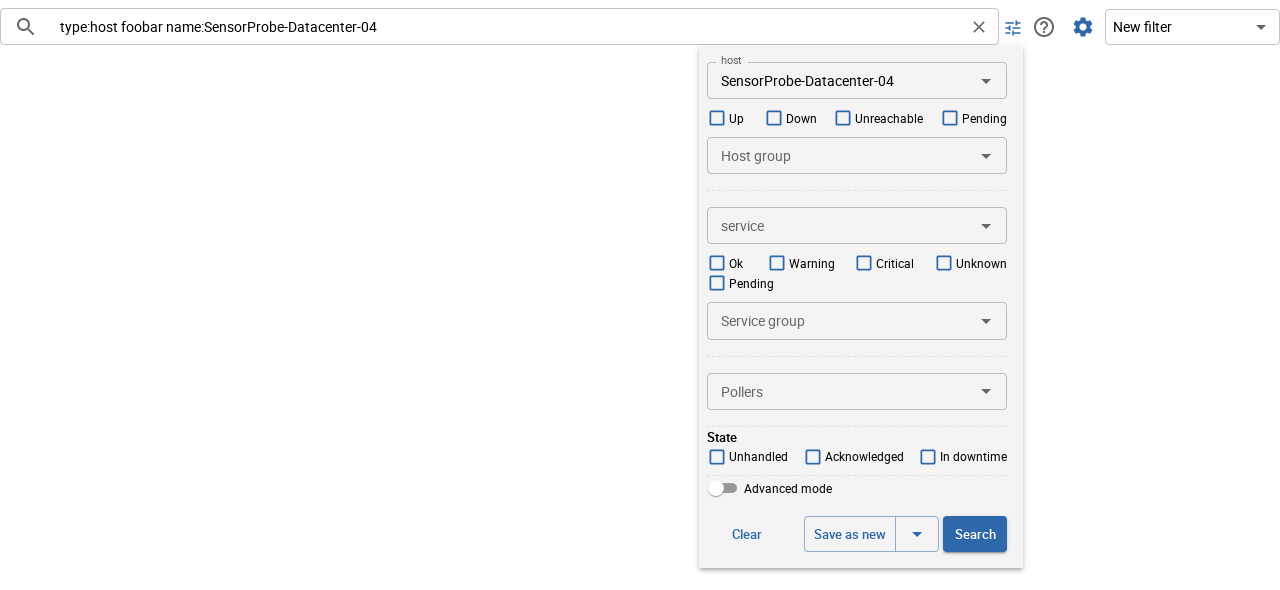 type:host foobar name:SensorProbe-Datacenter-04
New filter
host
SensorProbe-Datacenter-04
Up Down Unreachable Pending
Host group
service
Ok Warning Critical Unknown
Pending
Service group
Pollers
State
Unhandled Acknowledged In downtime
Advanced mode
Clear Save as new Search